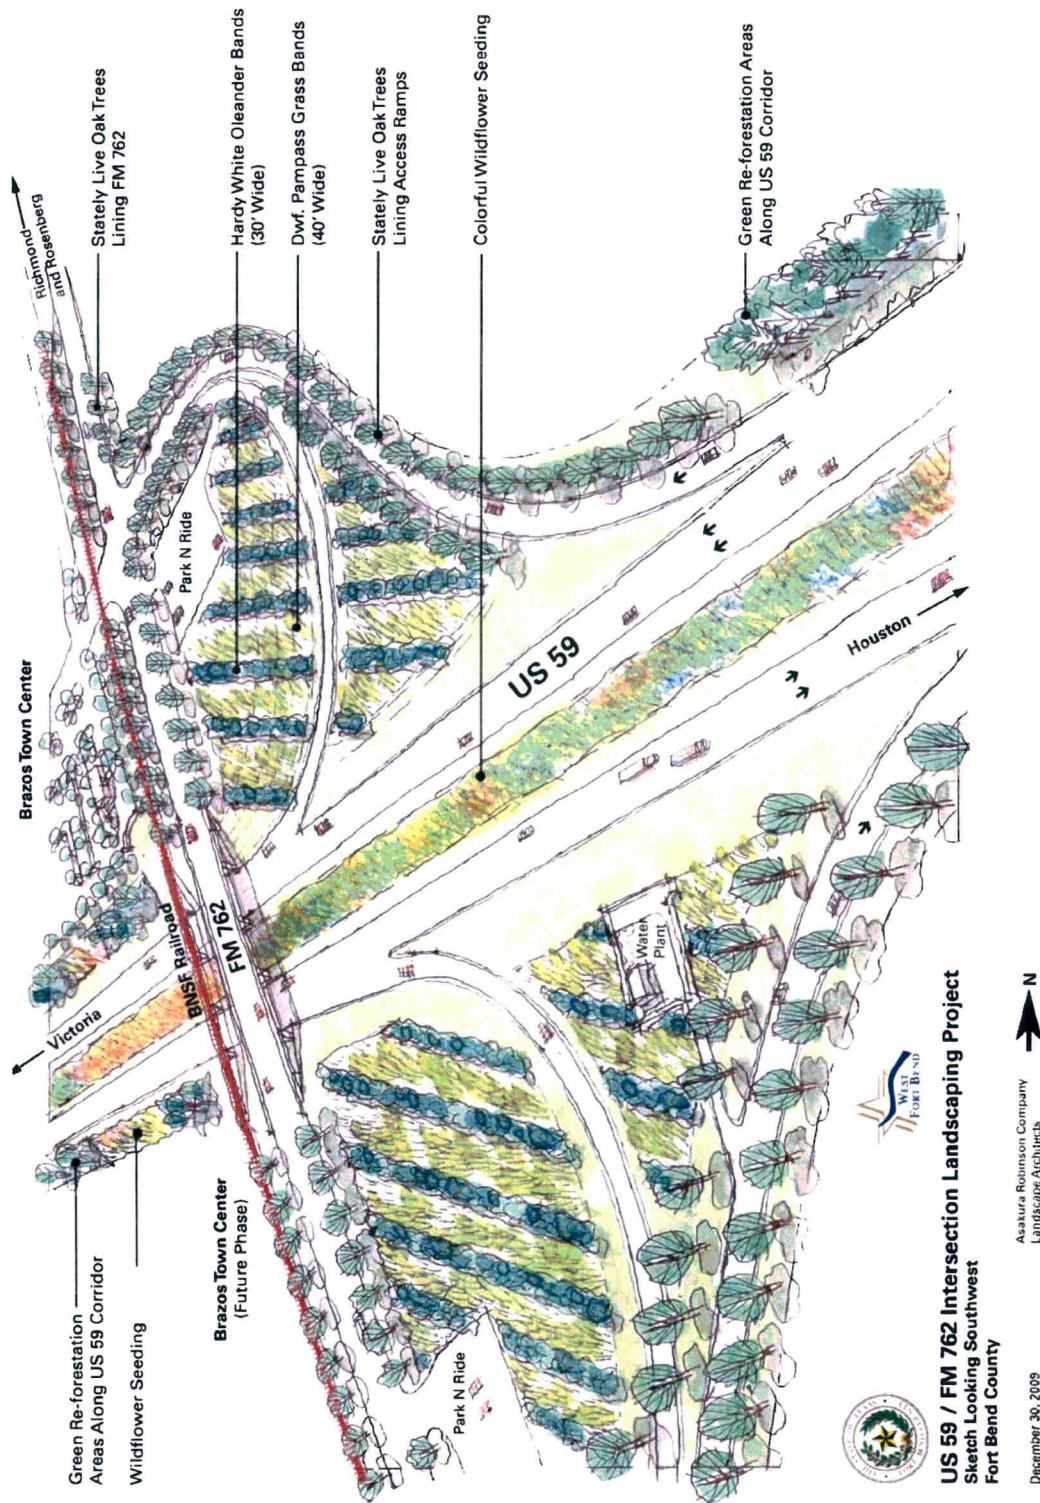 Richmond
and Rosenberg
Stately Live Oak Trees
Lining FM 762
Hardy White Oleander Bands
(30' Wide)
Dwf. Pampass Grass Bands
(40' Wide)
Stately Live Oak Trees
Lining Access Ramps
Colorful Wildflower Seeding
Green Re-forestation Areas
Along US 59 Corridor
Brazos Town Center
Park N Ride
US 59
Houston
Victoria
BNSF Railroad
FM 762
Water
Plant
Green Re-forestation
Areas Along US 59 Corridor
Wildflower Seeding
Brazos Town Center
(Future Phase)
Park N Ride
WEST
FORT BEND
US 59 / FM 762 Intersection Landscaping Project
Sketch Looking Southwest
Fort Bend County
December 30, 2009
Asakura Robinson Company
Landscape Architects
N